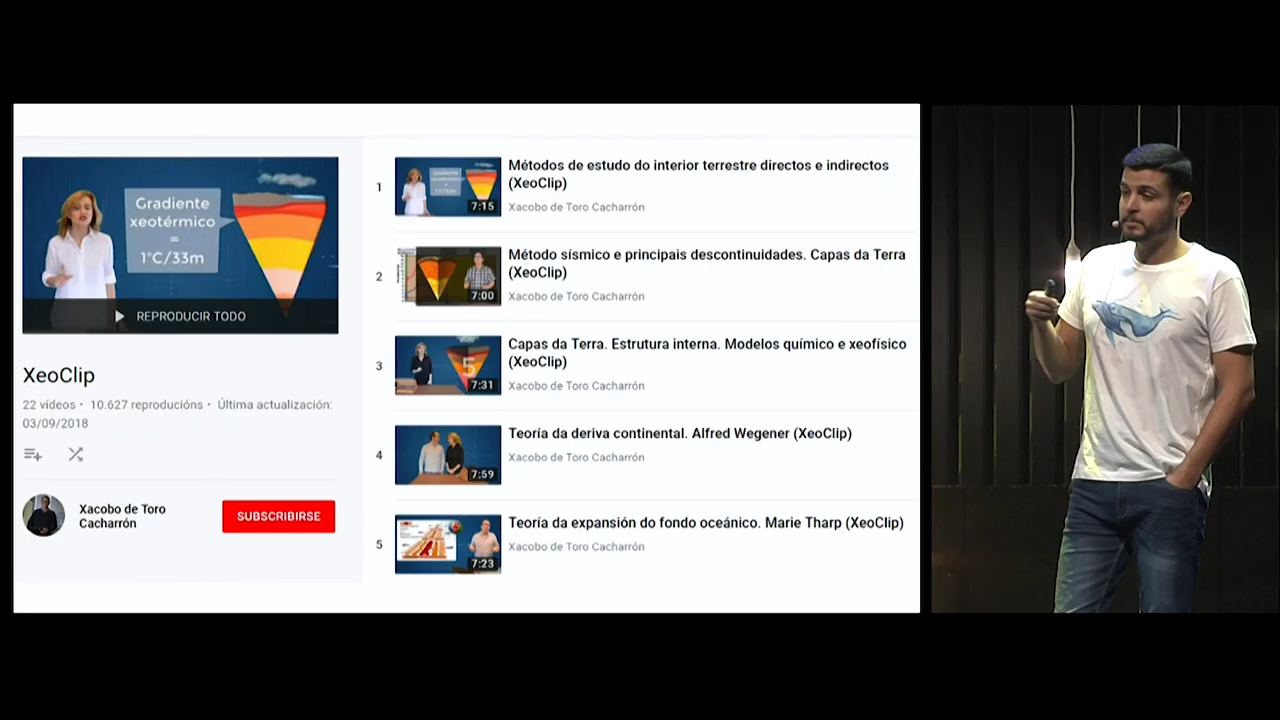 Gradiente
xeotérmico
=
1°C/33m
REPRODUCIR TODO
XeoClip
22 vídeos · 10.627 reproducións · Última actualización:
03/09/2018
Xacobo de Toro
Cacharrón
SUBSCRIBIRSE
1
7:15
Métodos de estudo do interior terrestre directos e indirectos
(XeoClip)
Xacobo de Toro Cacharrón
2
7:00
Método sísmico e principais descontinuidades. Capas da Terra
(XeoClip)
Xacobo de Toro Cacharrón
3
5
7:31
Capas da Terra. Estrutura interna. Modelos químico e xeofísico
(XeoClip)
Xacobo de Toro Cacharrón
4
7:59
Teoría da deriva continental. Alfred Wegener (XeoClip)
Xacobo de Toro Cacharrón
5
7:23
Teoría da expansión do fondo oceánico. Marie Tharp (XeoClip)
Xacobo de Toro Cacharrón